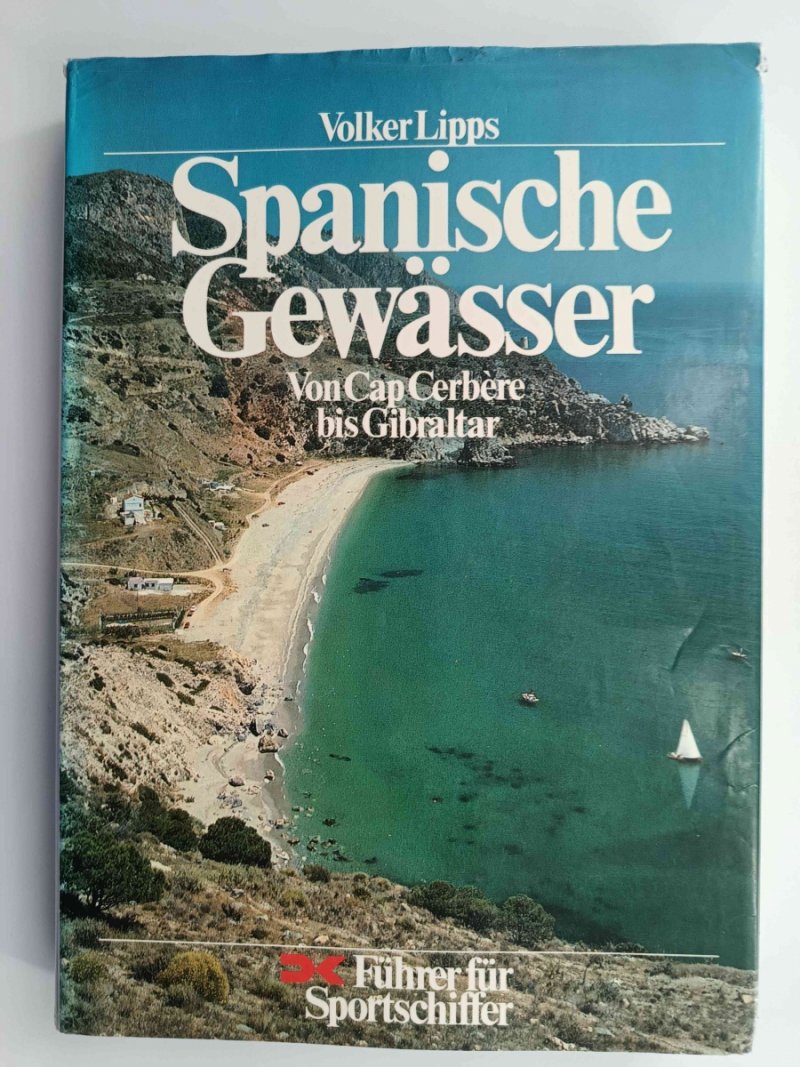 Volker Lipps
Spanische
Gewässer
Von Cap Cerbère
bis Gibraltar
Führer für
Sportschiffer